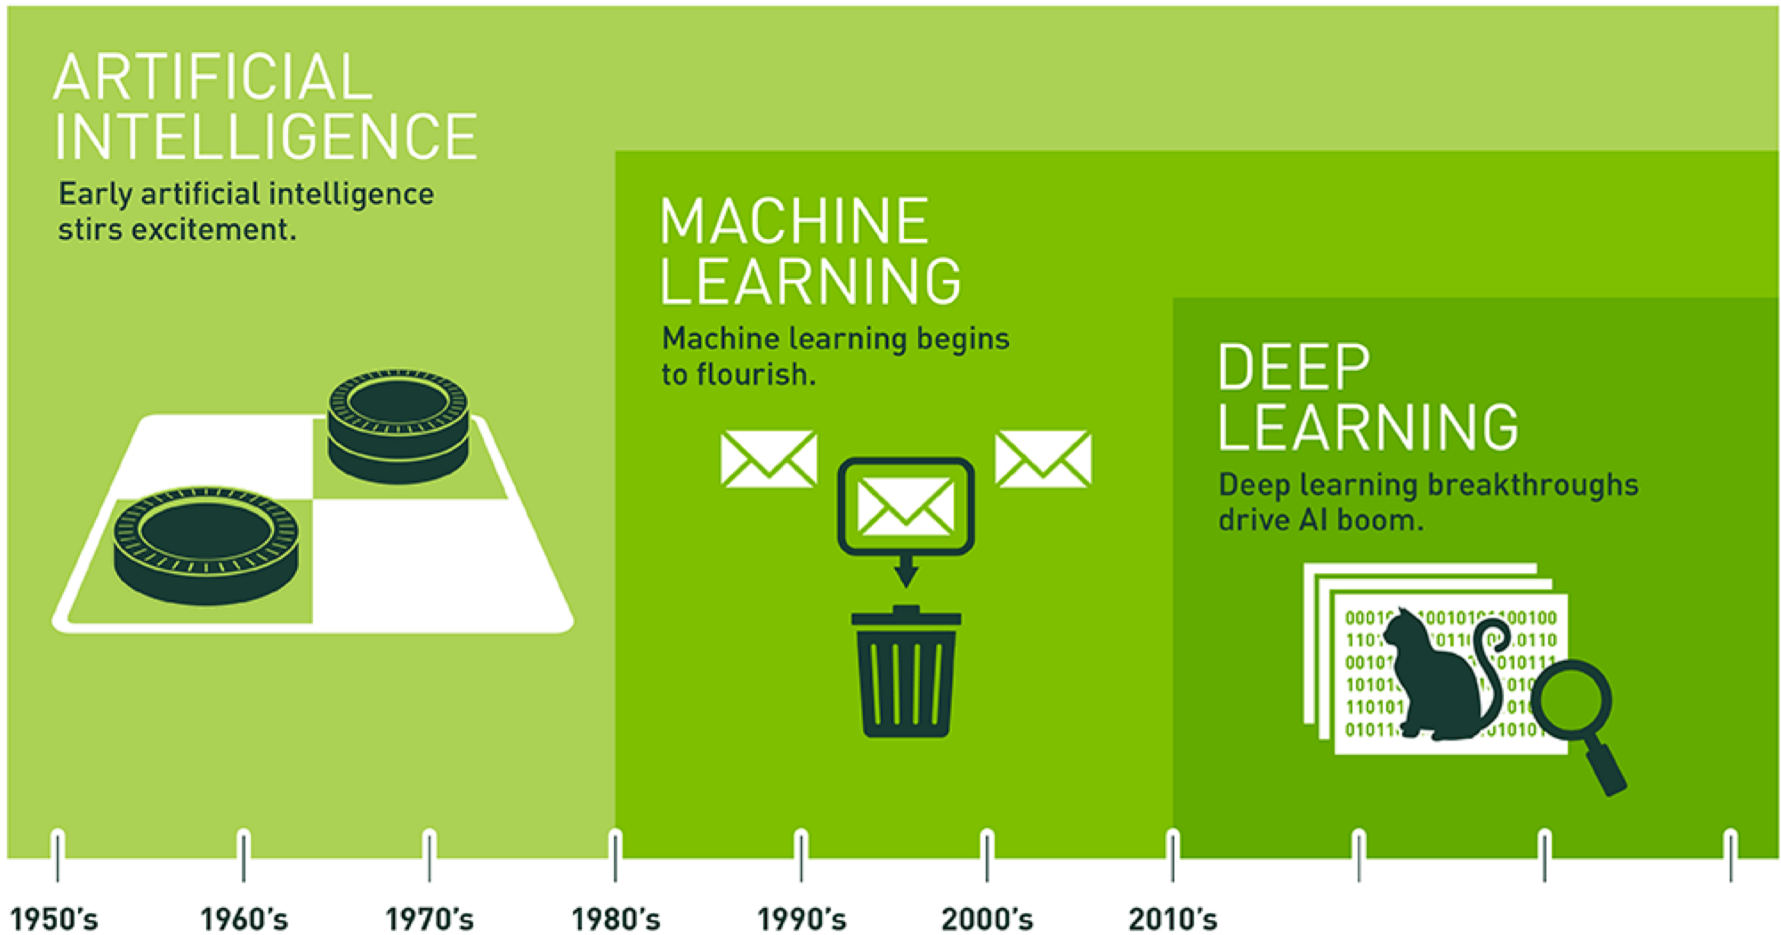 ARTIFICIAL
INTELLIGENCE
Early artificial intelligence
stirs excitement.
MACHINE
LEARNING
Machine learning begins
to flourish.
DEEP
LEARNING
Deep learning breakthroughs
drive AI boom.
1950's
1960's
1970's
1980's
1990's
2000's
2010's